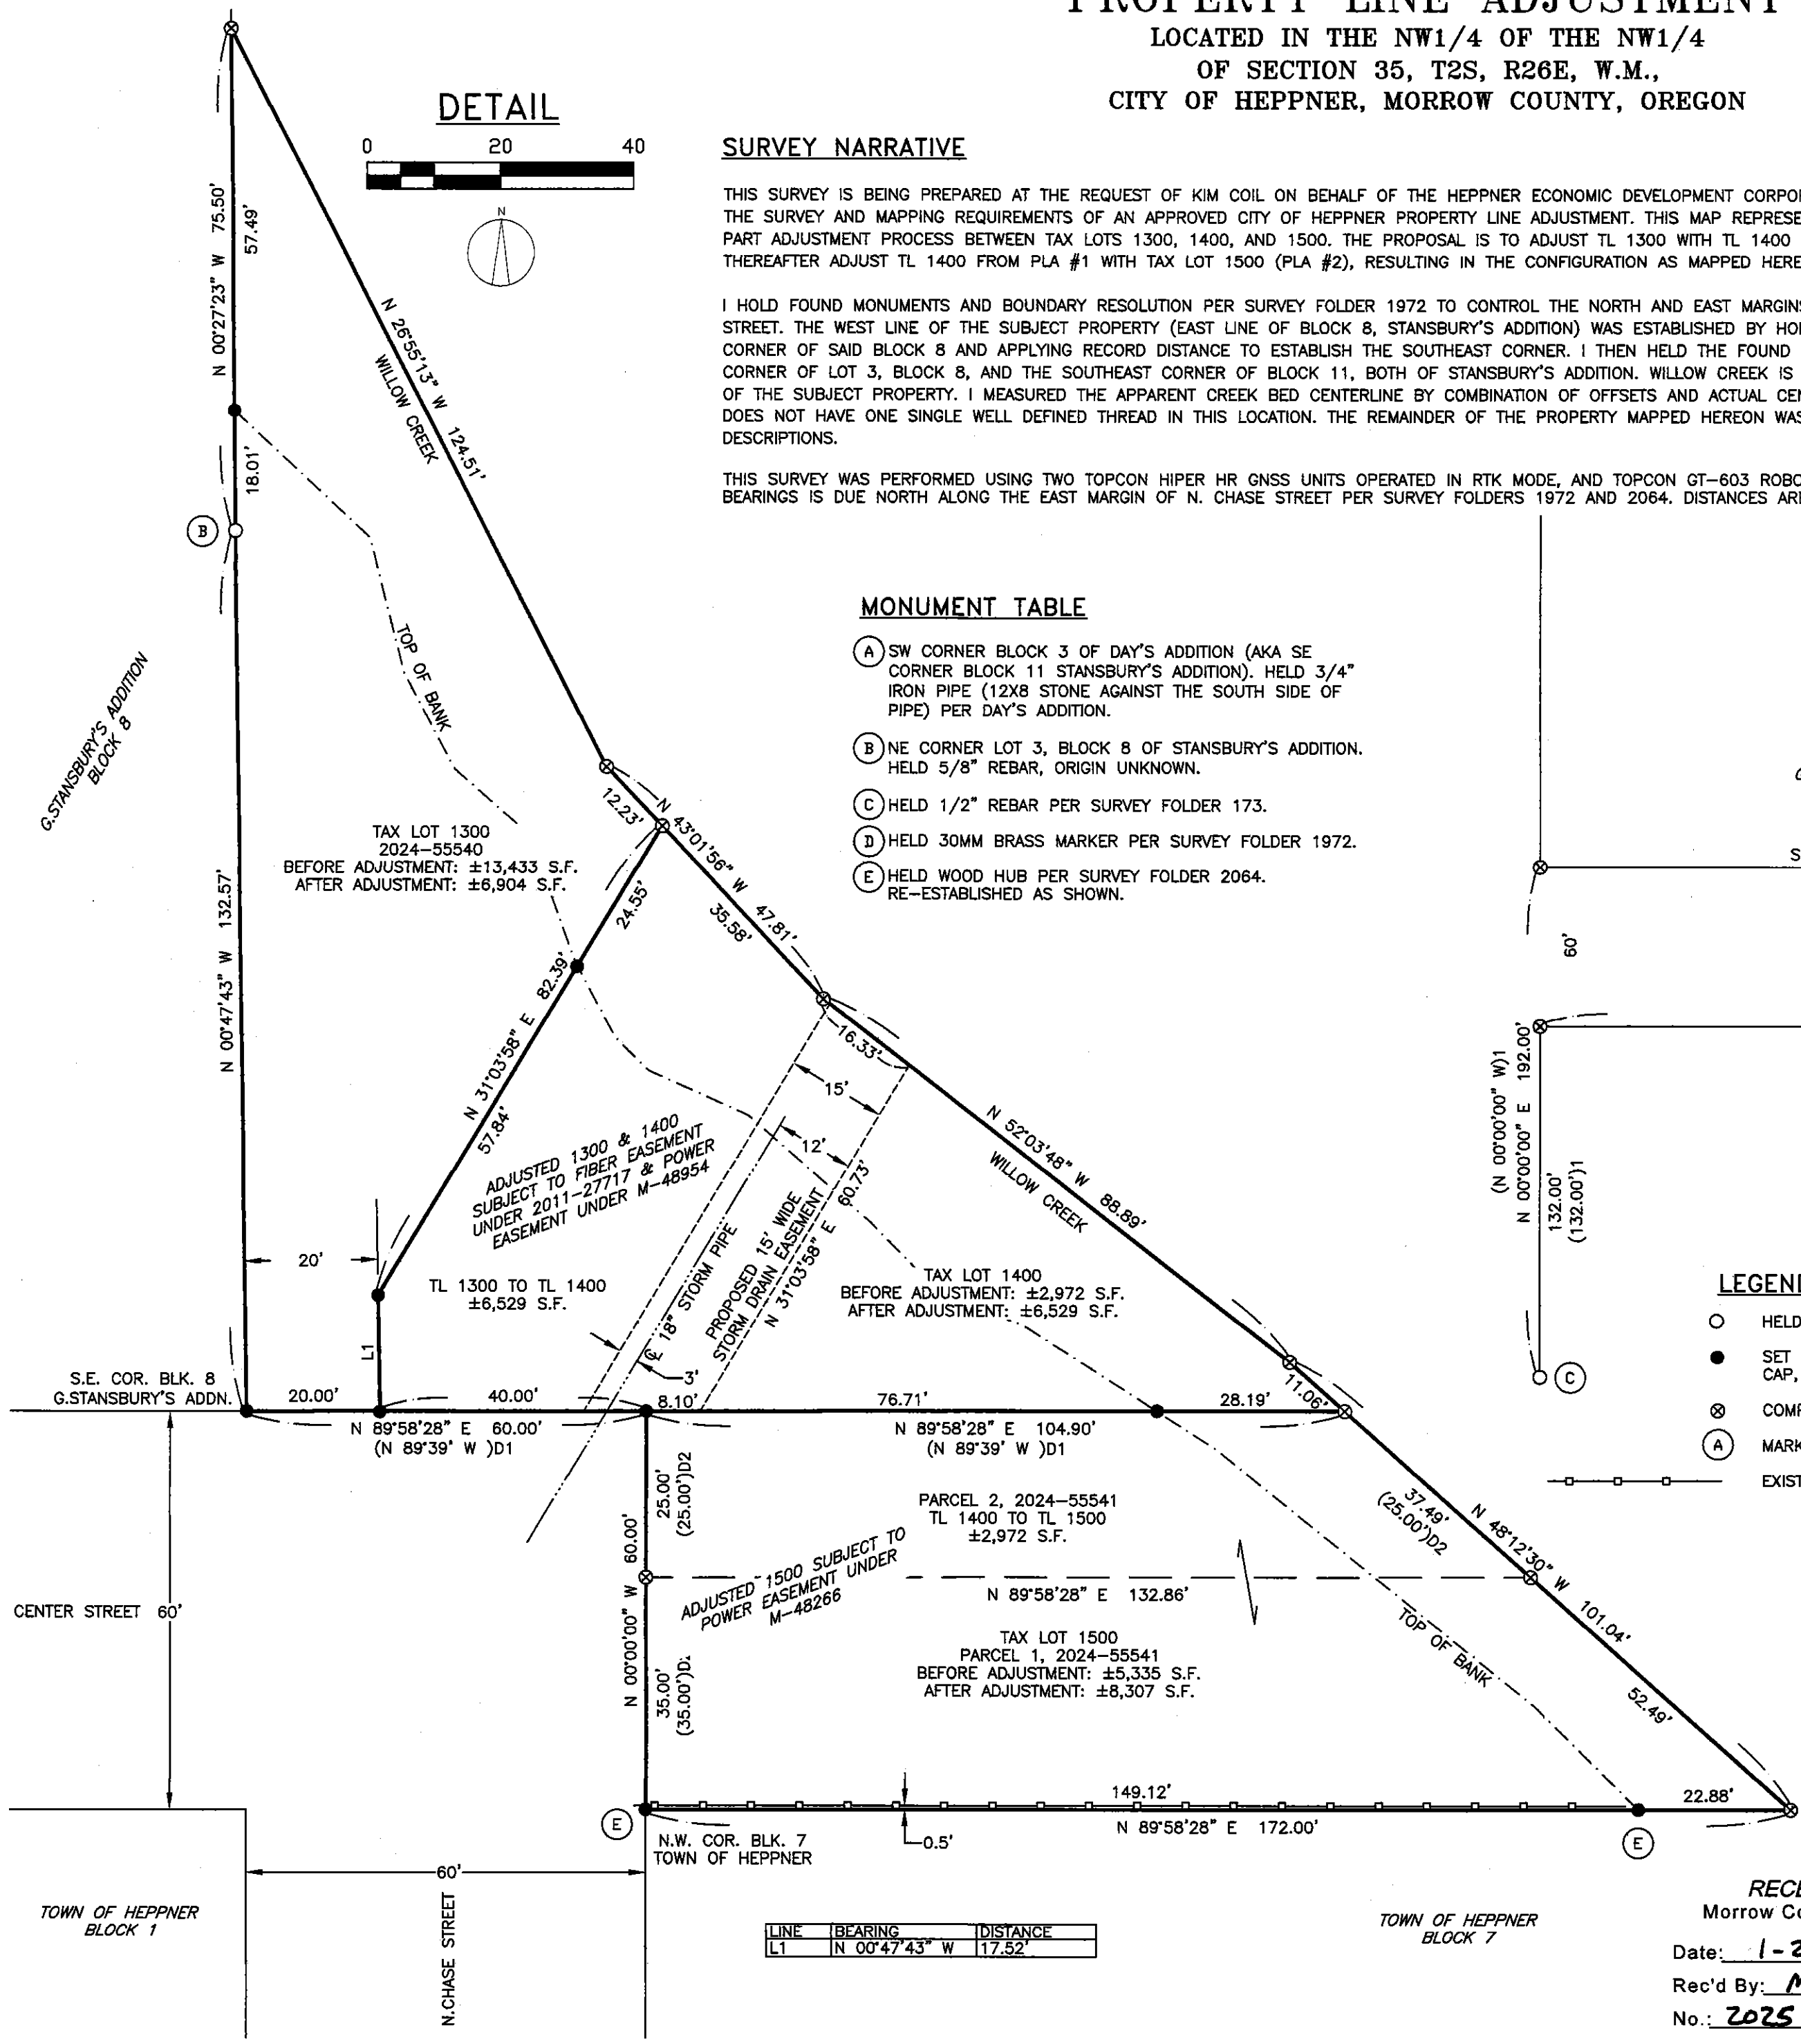 PROPERTY LINE ADJUSTMENT
LOCATED IN THE NW1/4 OF THE NW1/4
OF SECTION 35, T2S, R26E, W.M.,
CITY OF HEPPNER, MORROW COUNTY, OREGON
DETAIL
0 20 40
N
SURVEY NARRATIVE
THIS SURVEY IS BEING PREPARED AT THE REQUEST OF KIM COIL ON BEHALF OF THE HEPPNER ECONOMIC DEVELOPMENT CORPO
THE SURVEY AND MAPPING REQUIREMENTS OF AN APPROVED CITY OF HEPPNER PROPERTY LINE ADJUSTMENT. THIS MAP REPRESE
PART ADJUSTMENT PROCESS BETWEEN TAX LOTS 1300, 1400, AND 1500. THE PROPOSAL IS TO ADJUST TL 1300 WITH TL 1400
THEREAFTER ADJUST TL 1400 FROM PLA #1 WITH TAX LOT 1500 (PLA #2), RESULTING IN THE CONFIGURATION AS MAPPED HERE
I HOLD FOUND MONUMENTS AND BOUNDARY RESOLUTION PER SURVEY FOLDER 1972 TO CONTROL THE NORTH AND EAST MARGINS
STREET. THE WEST LINE OF THE SUBJECT PROPERTY (EAST LINE OF BLOCK 8, STANSBURY'S ADDITION) WAS ESTABLISHED BY HO
CORNER OF SAID BLOCK 8 AND APPLYING RECORD DISTANCE TO ESTABLISH THE SOUTHEAST CORNER. I THEN HELD THE FOUND
CORNER OF LOT 3, BLOCK 8, AND THE SOUTHEAST CORNER OF BLOCK 11, BOTH OF STANSBURY'S ADDITION. WILLOW CREEK IS
OF THE SUBJECT PROPERTY. I MEASURED THE APPARENT CREEK BED CENTERLINE BY COMBINATION OF OFFSETS AND ACTUAL CEN
DOES NOT HAVE ONE SINGLE WELL DEFINED THREAD IN THIS LOCATION. THE REMAINDER OF THE PROPERTY MAPPED HEREON WAS
DESCRIPTIONS.
THIS SURVEY WAS PERFORMED USING TWO TOPCON HIPER HR GNSS UNITS OPERATED IN RTK MODE, AND TOPCON GT-603 ROBO
BEARINGS IS DUE NORTH ALONG THE EAST MARGIN OF N. CHASE STREET PER SURVEY FOLDERS 1972 AND 2064. DISTANCES ARE
MONUMENT TABLE
A SW CORNER BLOCK 3 OF DAY'S ADDITION (AKA SE
CORNER BLOCK 11 STANSBURY'S ADDITION). HELD 3/4"
IRON PIPE (12X8 STONE AGAINST THE SOUTH SIDE OF
PIPE) PER DAY'S ADDITION.
B NE CORNER LOT 3, BLOCK 8 OF STANSBURY'S ADDITION.
HELD 5/8" REBAR, ORIGIN UNKNOWN.
C HELD 1/2" REBAR PER SURVEY FOLDER 173.
D HELD 30MM BRASS MARKER PER SURVEY FOLDER 1972.
E HELD WOOD HUB PER SURVEY FOLDER 2064.
RE-ESTABLISHED AS SHOWN.
N 00°27'23" W 75.50'
57.49'
18.01'
B
N 26°55'13" W 124.51'
WILLOW CREEK
TOP OF BANK
G.STANSBURY'S ADDITION
BLOCK 8
N 00°47'43" W 132.57'
TAX LOT 1300
2024-55540
BEFORE ADJUSTMENT: ±13,433 S.F.
AFTER ADJUSTMENT: ±6,904 S.F.
12.23'
N 43°01'56" W 47.81'
35.58'
24.55'
N 31°03'58" E 82.39'
57.84'
16.33'
15'
12'
N 52°03'48" W 88.89'
WILLOW CREEK
ADJUSTED 1300 & 1400
SUBJECT TO FIBER EASEMENT
UNDER 2011-27717 & POWER
EASEMENT UNDER M-48954
TL 1300 TO TL 1400
±6,529 S.F.
℄ 18" STORM PIPE
PROPOSED 15' WIDE
STORM DRAIN EASEMENT
N 31°03'58" E 60.73'
TAX LOT 1400
BEFORE ADJUSTMENT: ±2,972 S.F.
AFTER ADJUSTMENT: ±6,529 S.F.
20'
L1
3'
S.E. COR. BLK. 8
G.STANSBURY'S ADDN.
20.00' 40.00' 8.10' 76.71' 28.19' 11.06'
N 89°58'28" E 60.00'
(N 89°39' W )D1
N 89°58'28" E 104.90'
(N 89°39' W )D1
60'
(N 00°00'00" W)1
N 00°00'00" E 192.00'
132.00'
(132.00')1
C
S
LEGEN
HELD
SET
CAP,
COM
A MARK
EXIST
25.00'
(25.00')D2
N 00°00'00" W 60.00'
35.00'
PARCEL 2, 2024-55541
TL 1400 TO TL 1500
±2,972 S.F.
37.49'
(25.00')D2
N 48°12'30" W 101.04'
52.49'
ADJUSTED 1500 SUBJECT TO
POWER EASEMENT UNDER
M-48266
N 89°58'28" E 132.86'
TAX LOT 1500
PARCEL 1, 2024-55541
BEFORE ADJUSTMENT: ±5,335 S.F.
AFTER ADJUSTMENT: ±8,307 S.F.
TOP OF BANK
CENTER STREET 60'
149.12' 22.88'
N 89°58'28" E 172.00'
0.5'
E
E
N.W. COR. BLK. 7
TOWN OF HEPPNER
60'
N.CHASE STREET
TOWN OF HEPPNER
BLOCK 1
LINE BEARING DISTANCE
L1 N 00°47'43" W 17.52'
TOWN OF HEPPNER
BLOCK 7
RECE
Morrow Co
Date: 1-2
Rec'd By: M
No.: 2025